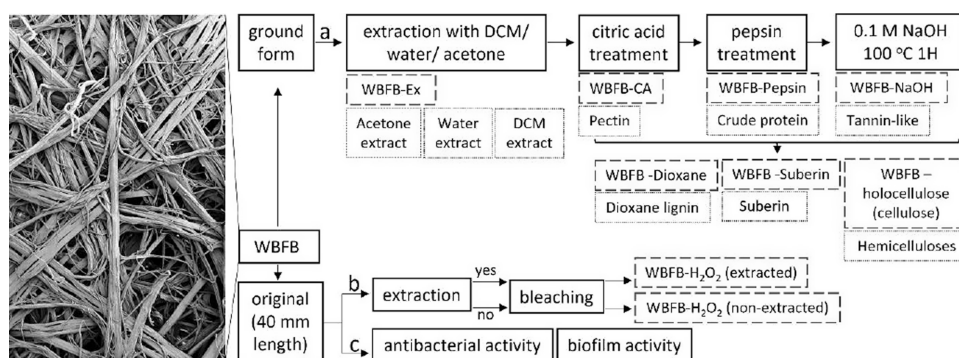 ground
form
a
extraction with DCM/
water/ acetone
citric acid
treatment
pepsin
treatment
0.1 M NaOH
100 °C 1H
WBFB-Ex
WBFB-CA
WBFB-Pepsin
WBFB-NaOH
Acetone
extract
Water
extract
DCM
extract
Pectin
Crude protein
Tannin-like
WBFB -Dioxane
WBFB -Suberin
WBFB –
holocellulose
(cellulose)
Dioxane lignin
Suberin
Hemicelluloses
WBFB
original
(40 mm
length)
b
extraction
yes
no
bleaching
WBFB-H₂O₂ (extracted)
WBFB-H₂O₂ (non-extracted)
c
antibacterial activity
biofilm activity